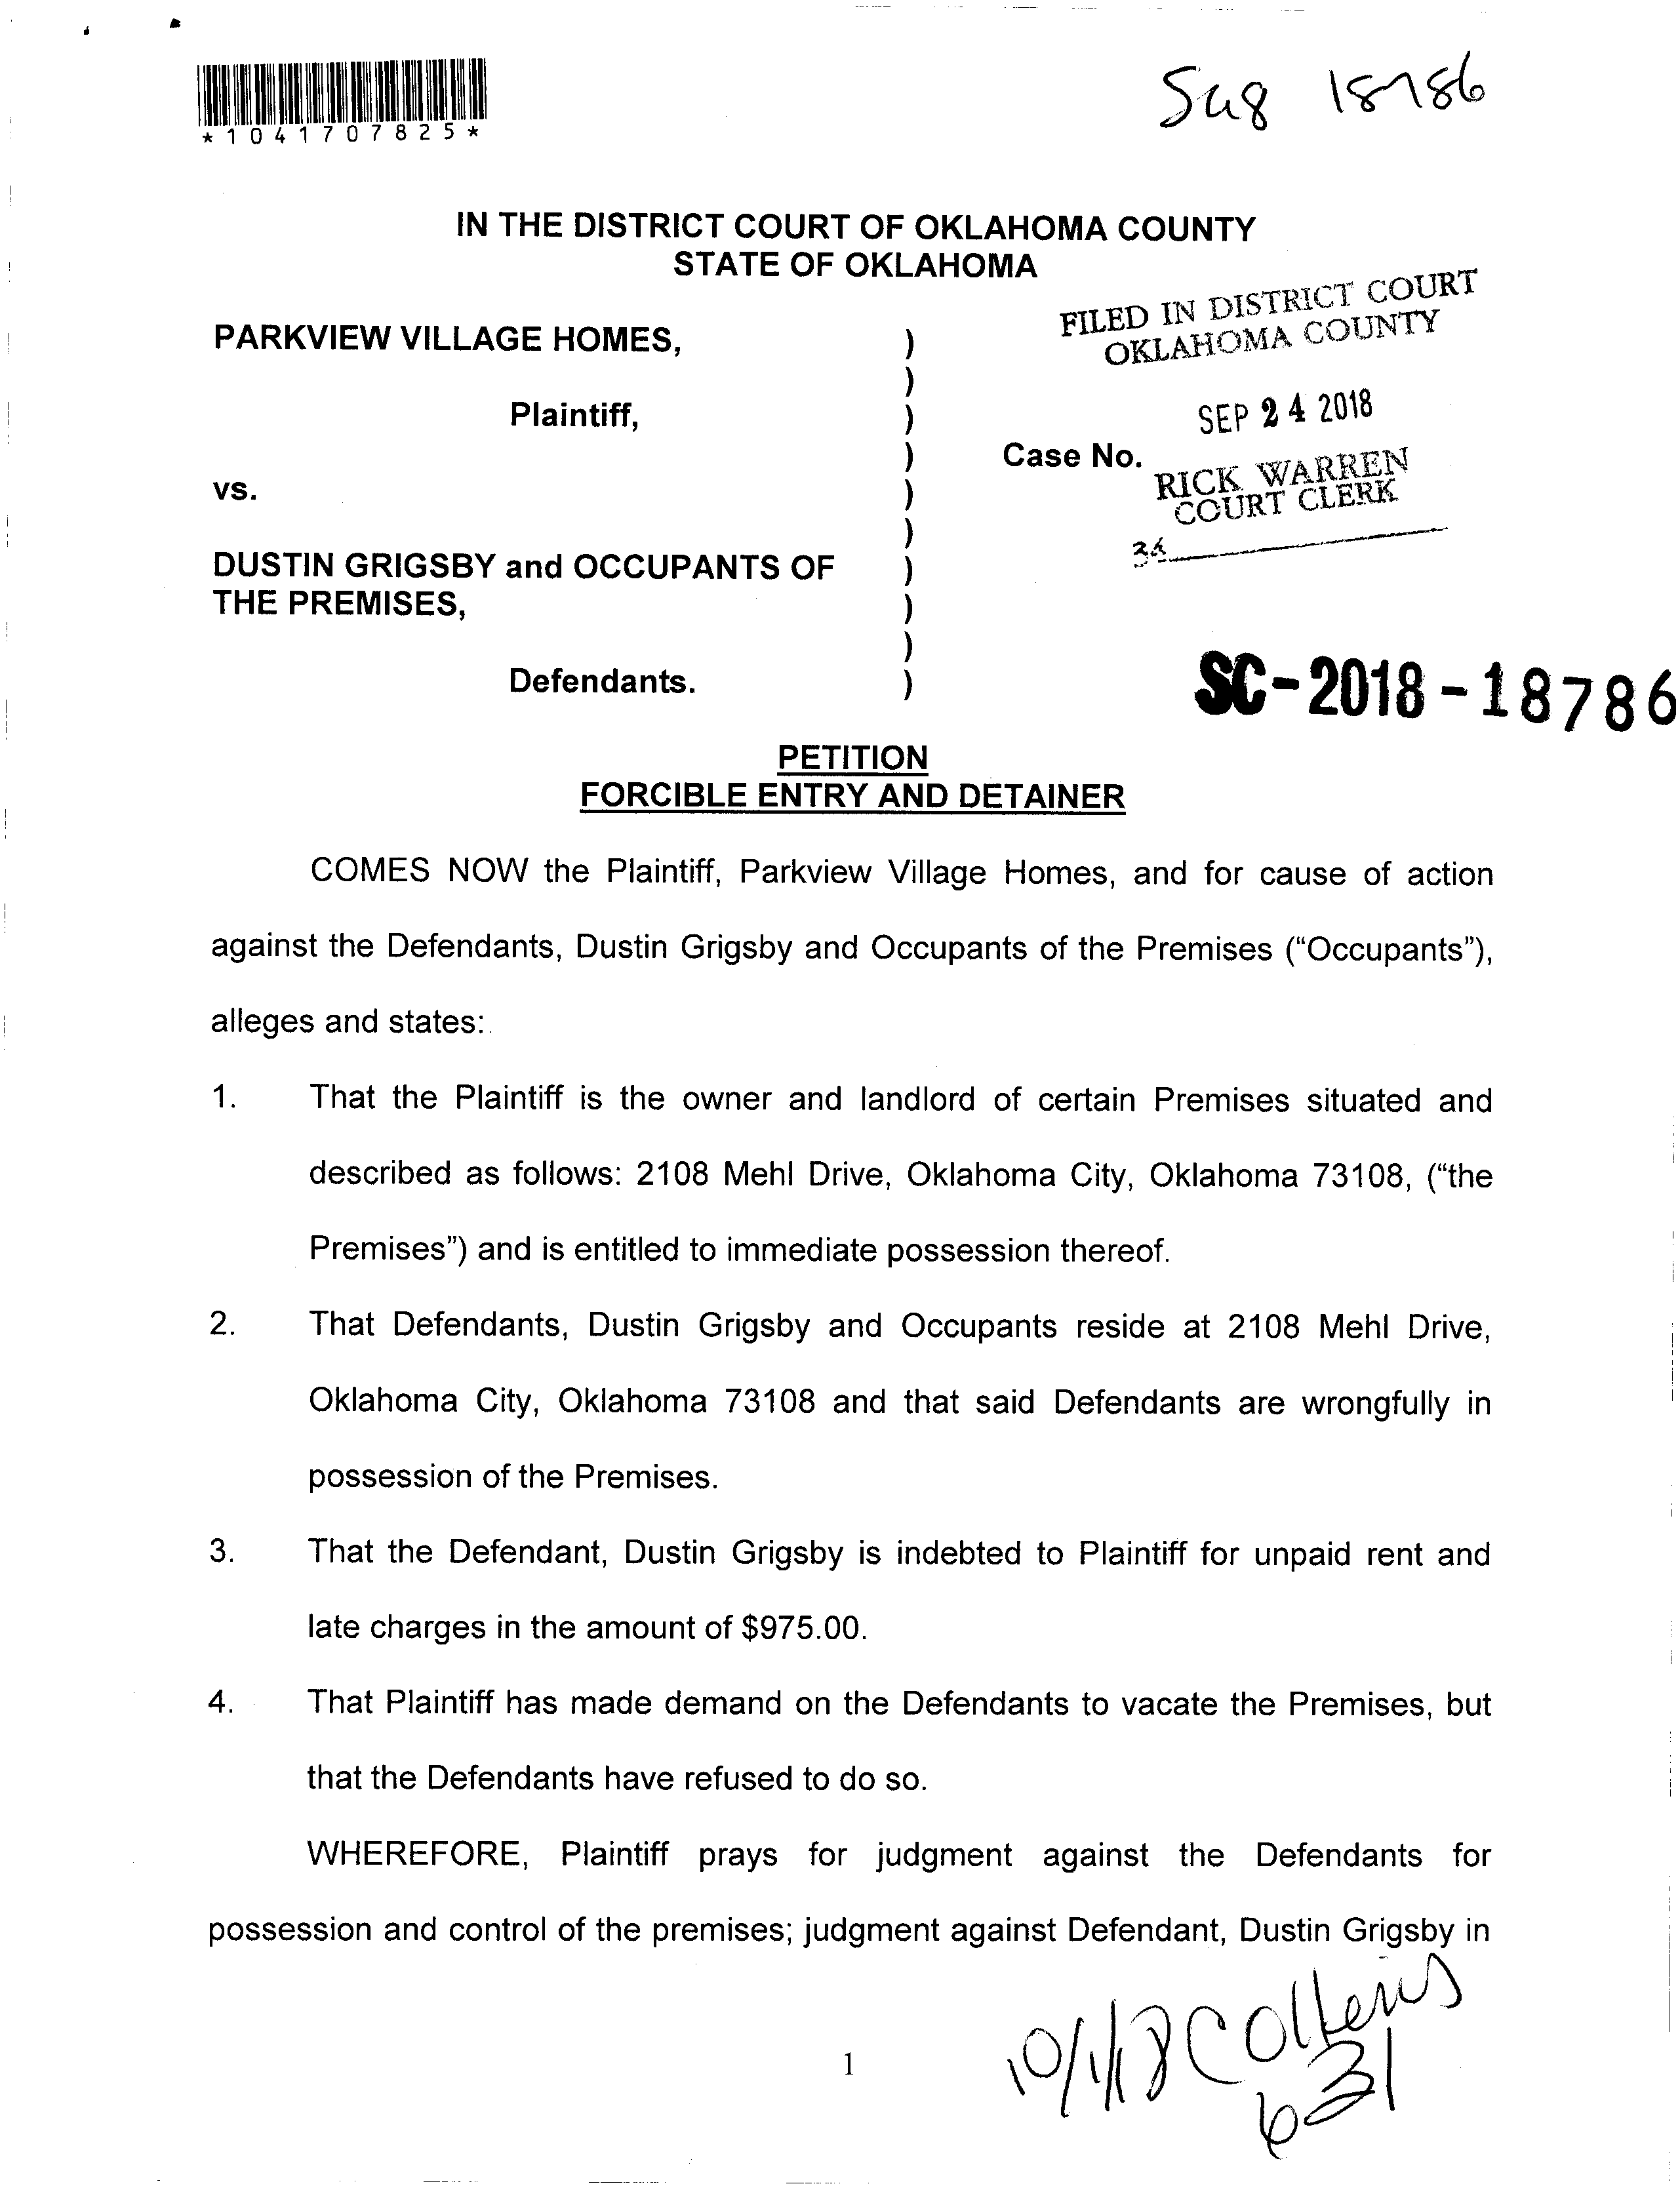 *1041707825*
18786
IN THE DISTRICT COURT OF OKLAHOMA COUNTY
STATE OF OKLAHOMA
FILED IN DISTRICT COURT
OKLAHOMA COUNTY
PARKVIEW VILLAGE HOMES, )
)
Plaintiff, )
SEP 24 2018
) Case No.
RICK WARREN
COURT CLERK
vs. )
)
DUSTIN GRIGSBY and OCCUPANTS OF )
THE PREMISES, )
)
Defendants. )
SC-2018-18786
PETITION
FORCIBLE ENTRY AND DETAINER
COMES NOW the Plaintiff, Parkview Village Homes, and for cause of action
against the Defendants, Dustin Grigsby and Occupants of the Premises (“Occupants”),
alleges and states:
1. That the Plaintiff is the owner and landlord of certain Premises situated and
described as follows: 2108 Mehl Drive, Oklahoma City, Oklahoma 73108, (“the
Premises”) and is entitled to immediate possession thereof.
2. That Defendants, Dustin Grigsby and Occupants reside at 2108 Mehl Drive,
Oklahoma City, Oklahoma 73108 and that said Defendants are wrongfully in
possession of the Premises.
3. That the Defendant, Dustin Grigsby is indebted to Plaintiff for unpaid rent and
late charges in the amount of $975.00.
4. That Plaintiff has made demand on the Defendants to vacate the Premises, but
that the Defendants have refused to do so.
WHEREFORE, Plaintiff prays for judgment against the Defendants for
possession and control of the premises; judgment against Defendant, Dustin Grigsby in
10/1/18 Collens
631
1